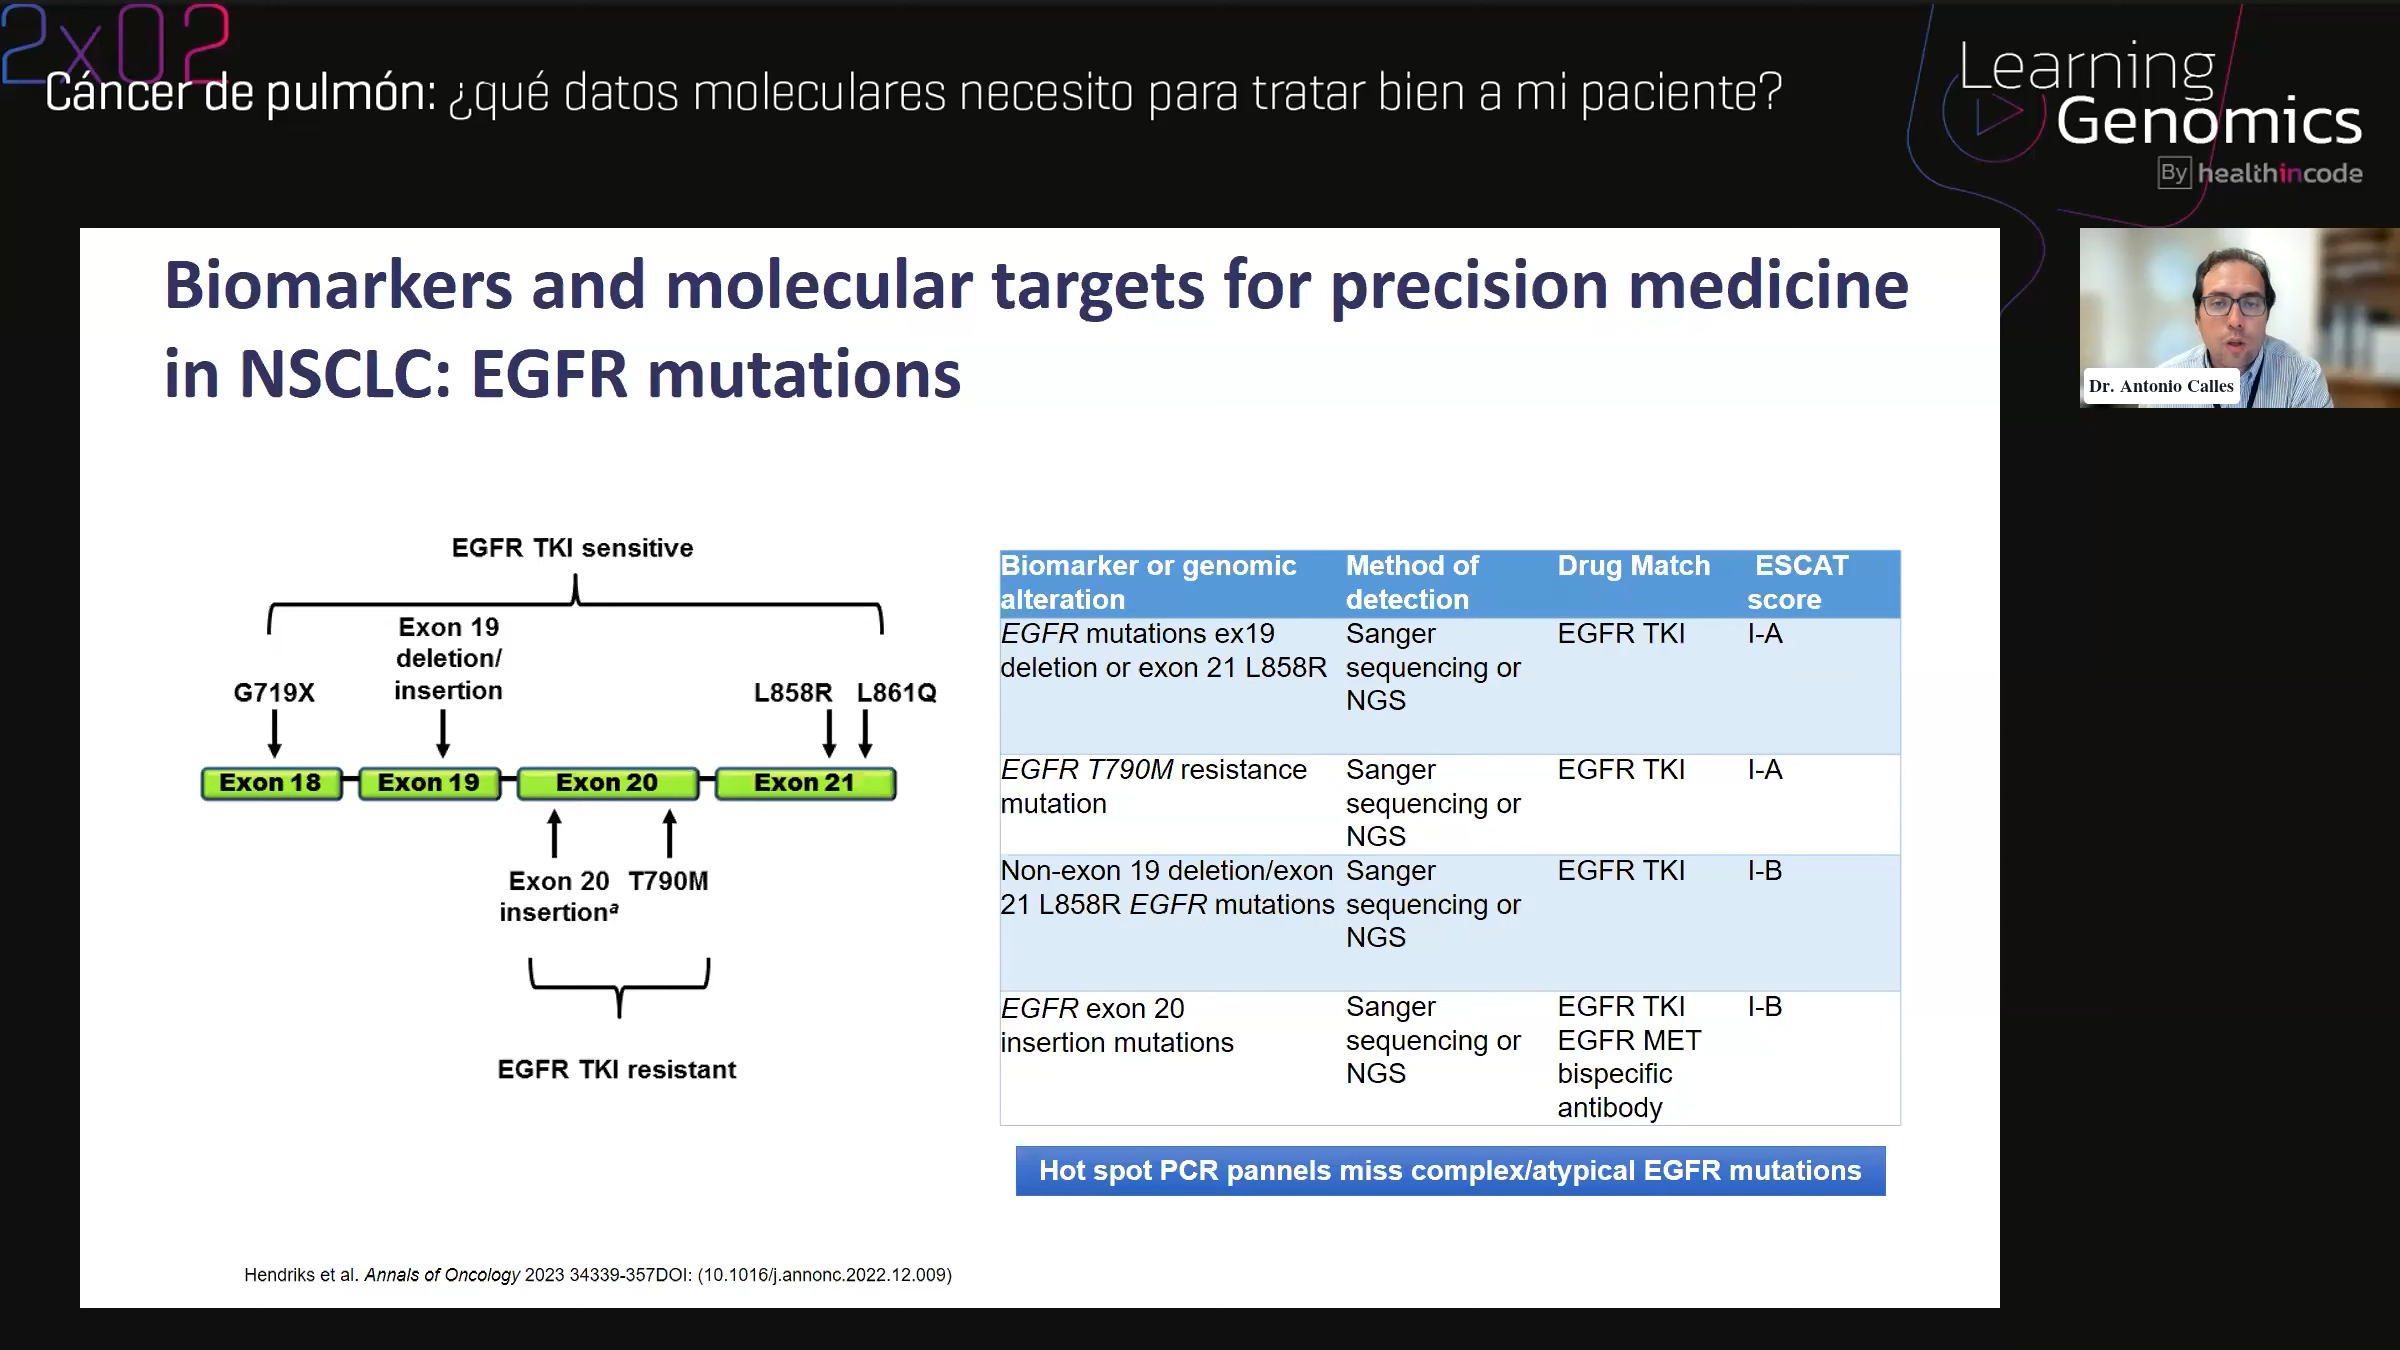 2x02
Cáncer de pulmón: ¿qué datos moleculares necesito para tratar bien a mi paciente?
Learning
Genomics
By healthincode
Dr. Antonio Calles
Biomarkers and molecular targets for precision medicine
in NSCLC: EGFR mutations
EGFR TKI sensitive
Exon 19
deletion/
insertion
G719X
L858R
L861Q
Exon 18
Exon 19
Exon 20
Exon 21
Exon 20
insertionª
T790M
EGFR TKI resistant
Biomarker or genomic
alteration
Method of
detection
Drug Match
ESCAT
score
EGFR mutations ex19
deletion or exon 21 L858R
Sanger
sequencing or
NGS
EGFR TKI
I-A
EGFR T790M resistance
mutation
Sanger
sequencing or
NGS
EGFR TKI
I-A
Non-exon 19 deletion/exon
21 L858R EGFR mutations
Sanger
sequencing or
NGS
EGFR TKI
I-B
EGFR exon 20
insertion mutations
Sanger
sequencing or
NGS
EGFR TKI
EGFR MET
bispecific
antibody
I-B
Hot spot PCR pannels miss complex/atypical EGFR mutations
Hendriks et al. Annals of Oncology 2023 34339-357DOI: (10.1016/j.annonc.2022.12.009)